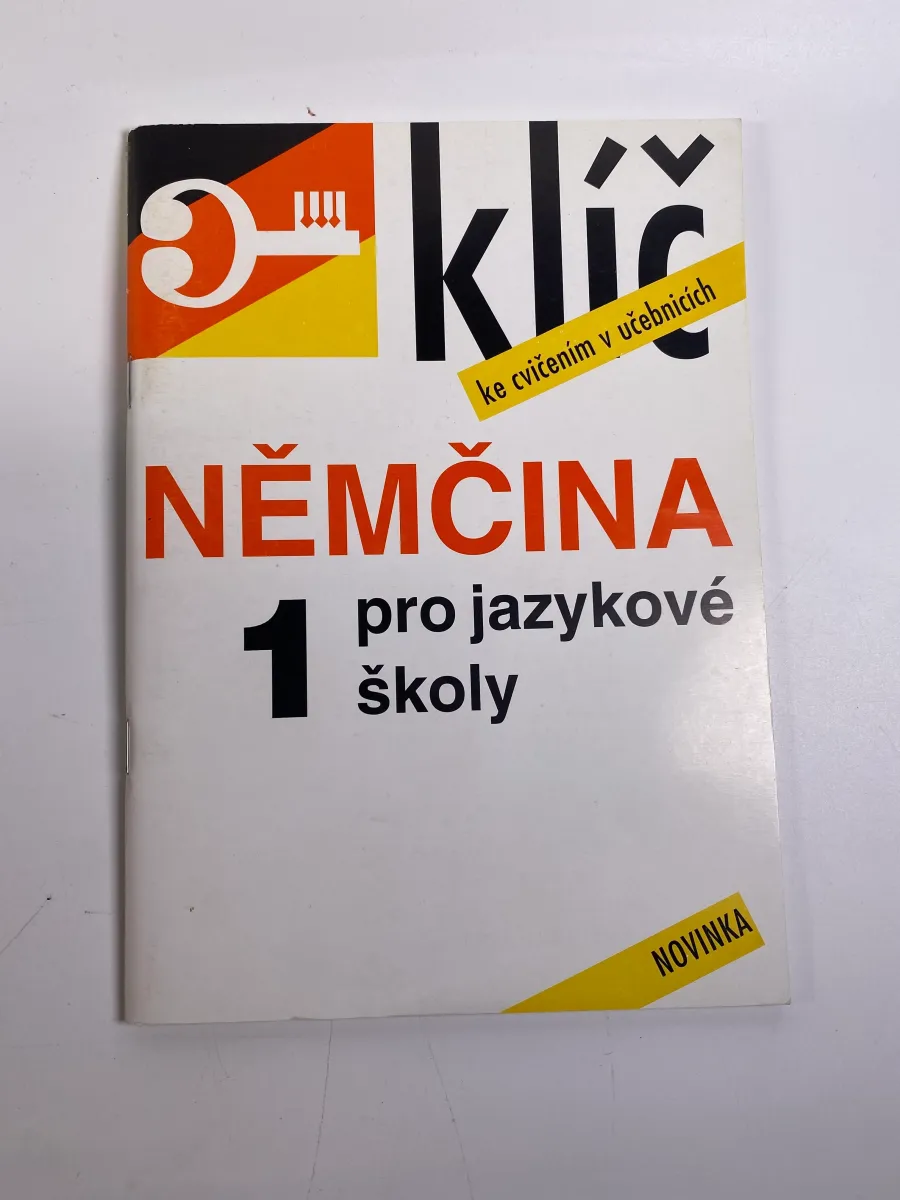 klíč
ke cvičením v učebnicích
NĚMČINA
1 pro jazykové
školy
NOVINKA